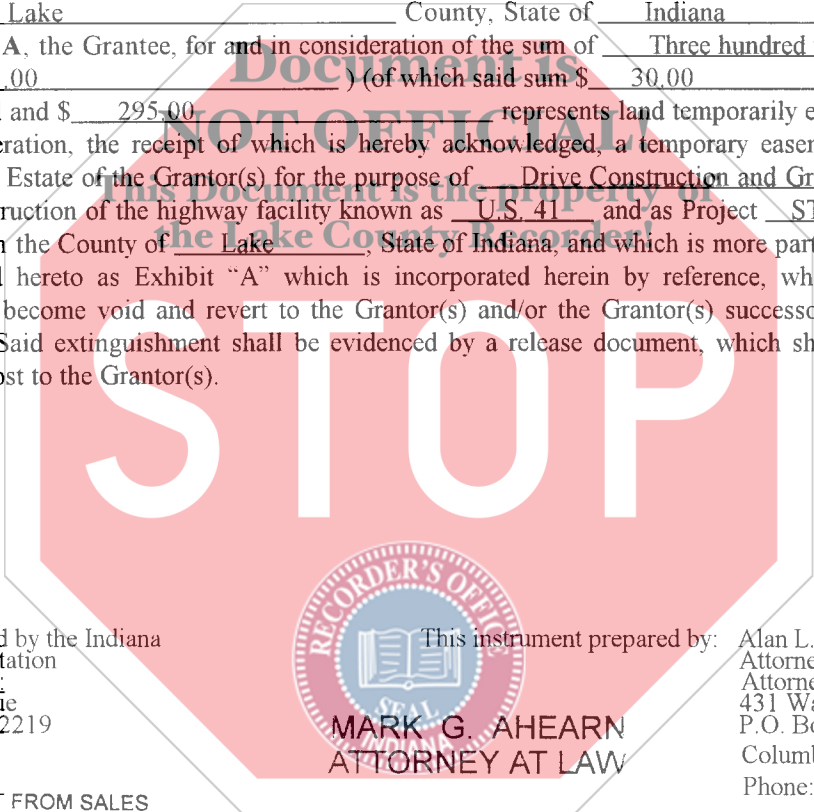 Lake County, State of Indiana
A, the Grantee, for and in consideration of the sum of Three hundred
.00 ) (of which said sum $ 30.00
and $ 295.00 represents land temporarily e
eration, the receipt of which is hereby acknowledged, a temporary easer
Estate of the Grantor(s) for the purpose of Drive Construction and Gr
ruction of the highway facility known as U.S. 41 and as Project ST
the County of Lake, State of Indiana, and which is more part
hereto as Exhibit “A” which is incorporated herein by reference, wh
become void and revert to the Grantor(s) and/or the Grantor(s) successo
Said extinguishment shall be evidenced by a release document, which sh
ost to the Grantor(s).
Document is
NOT OFFICIAL!
This Document is the property of
the Lake County Recorder!
STOP
RECORDER'S OFFICE
SEAL
INDIANA
d by the Indiana
tation
2219
This instrument prepared by: Alan L.
Attorne
Attorne
431 Wa
P.O. Bo
Columb
Phone:
MARK G. AHEARN
ATTORNEY AT LAW
FROM SALES